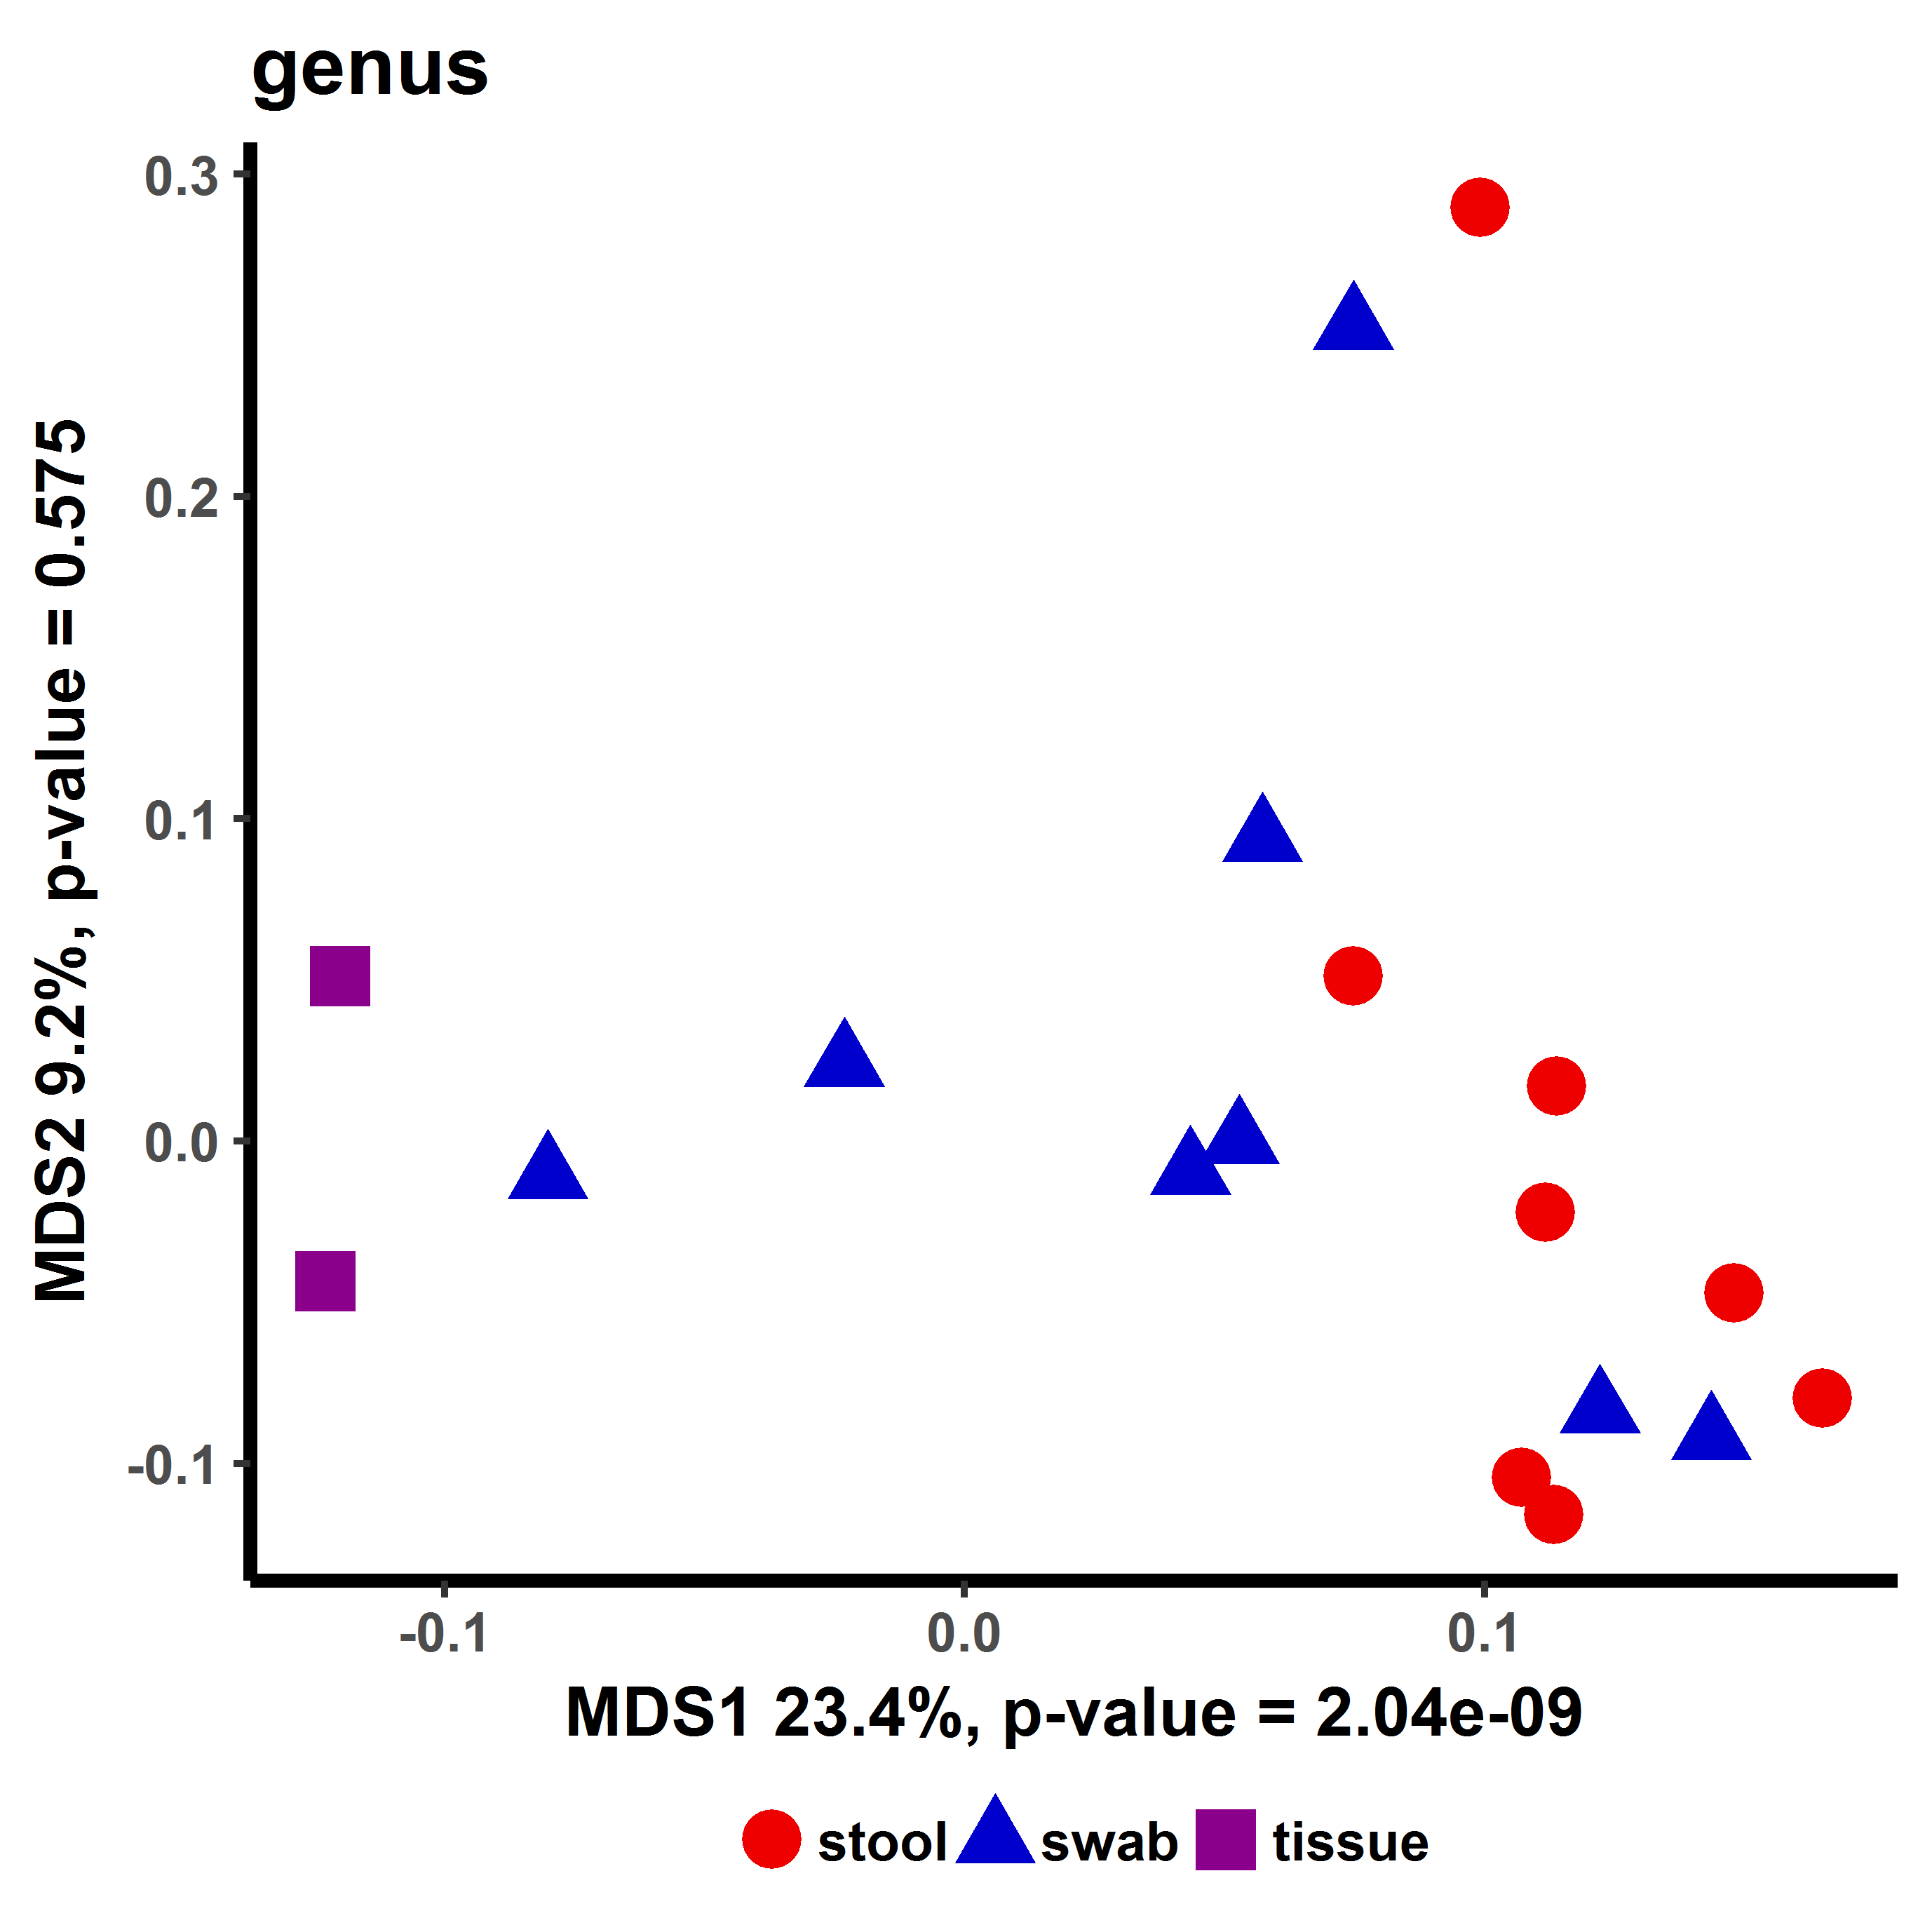 genus
0.3
0.2
0.1
0.0
-0.1
MDS2 9.2%, p-value = 0.575
-0.1 0.0 0.1
MDS1 23.4%, p-value = 2.04e-09
stool swab tissue